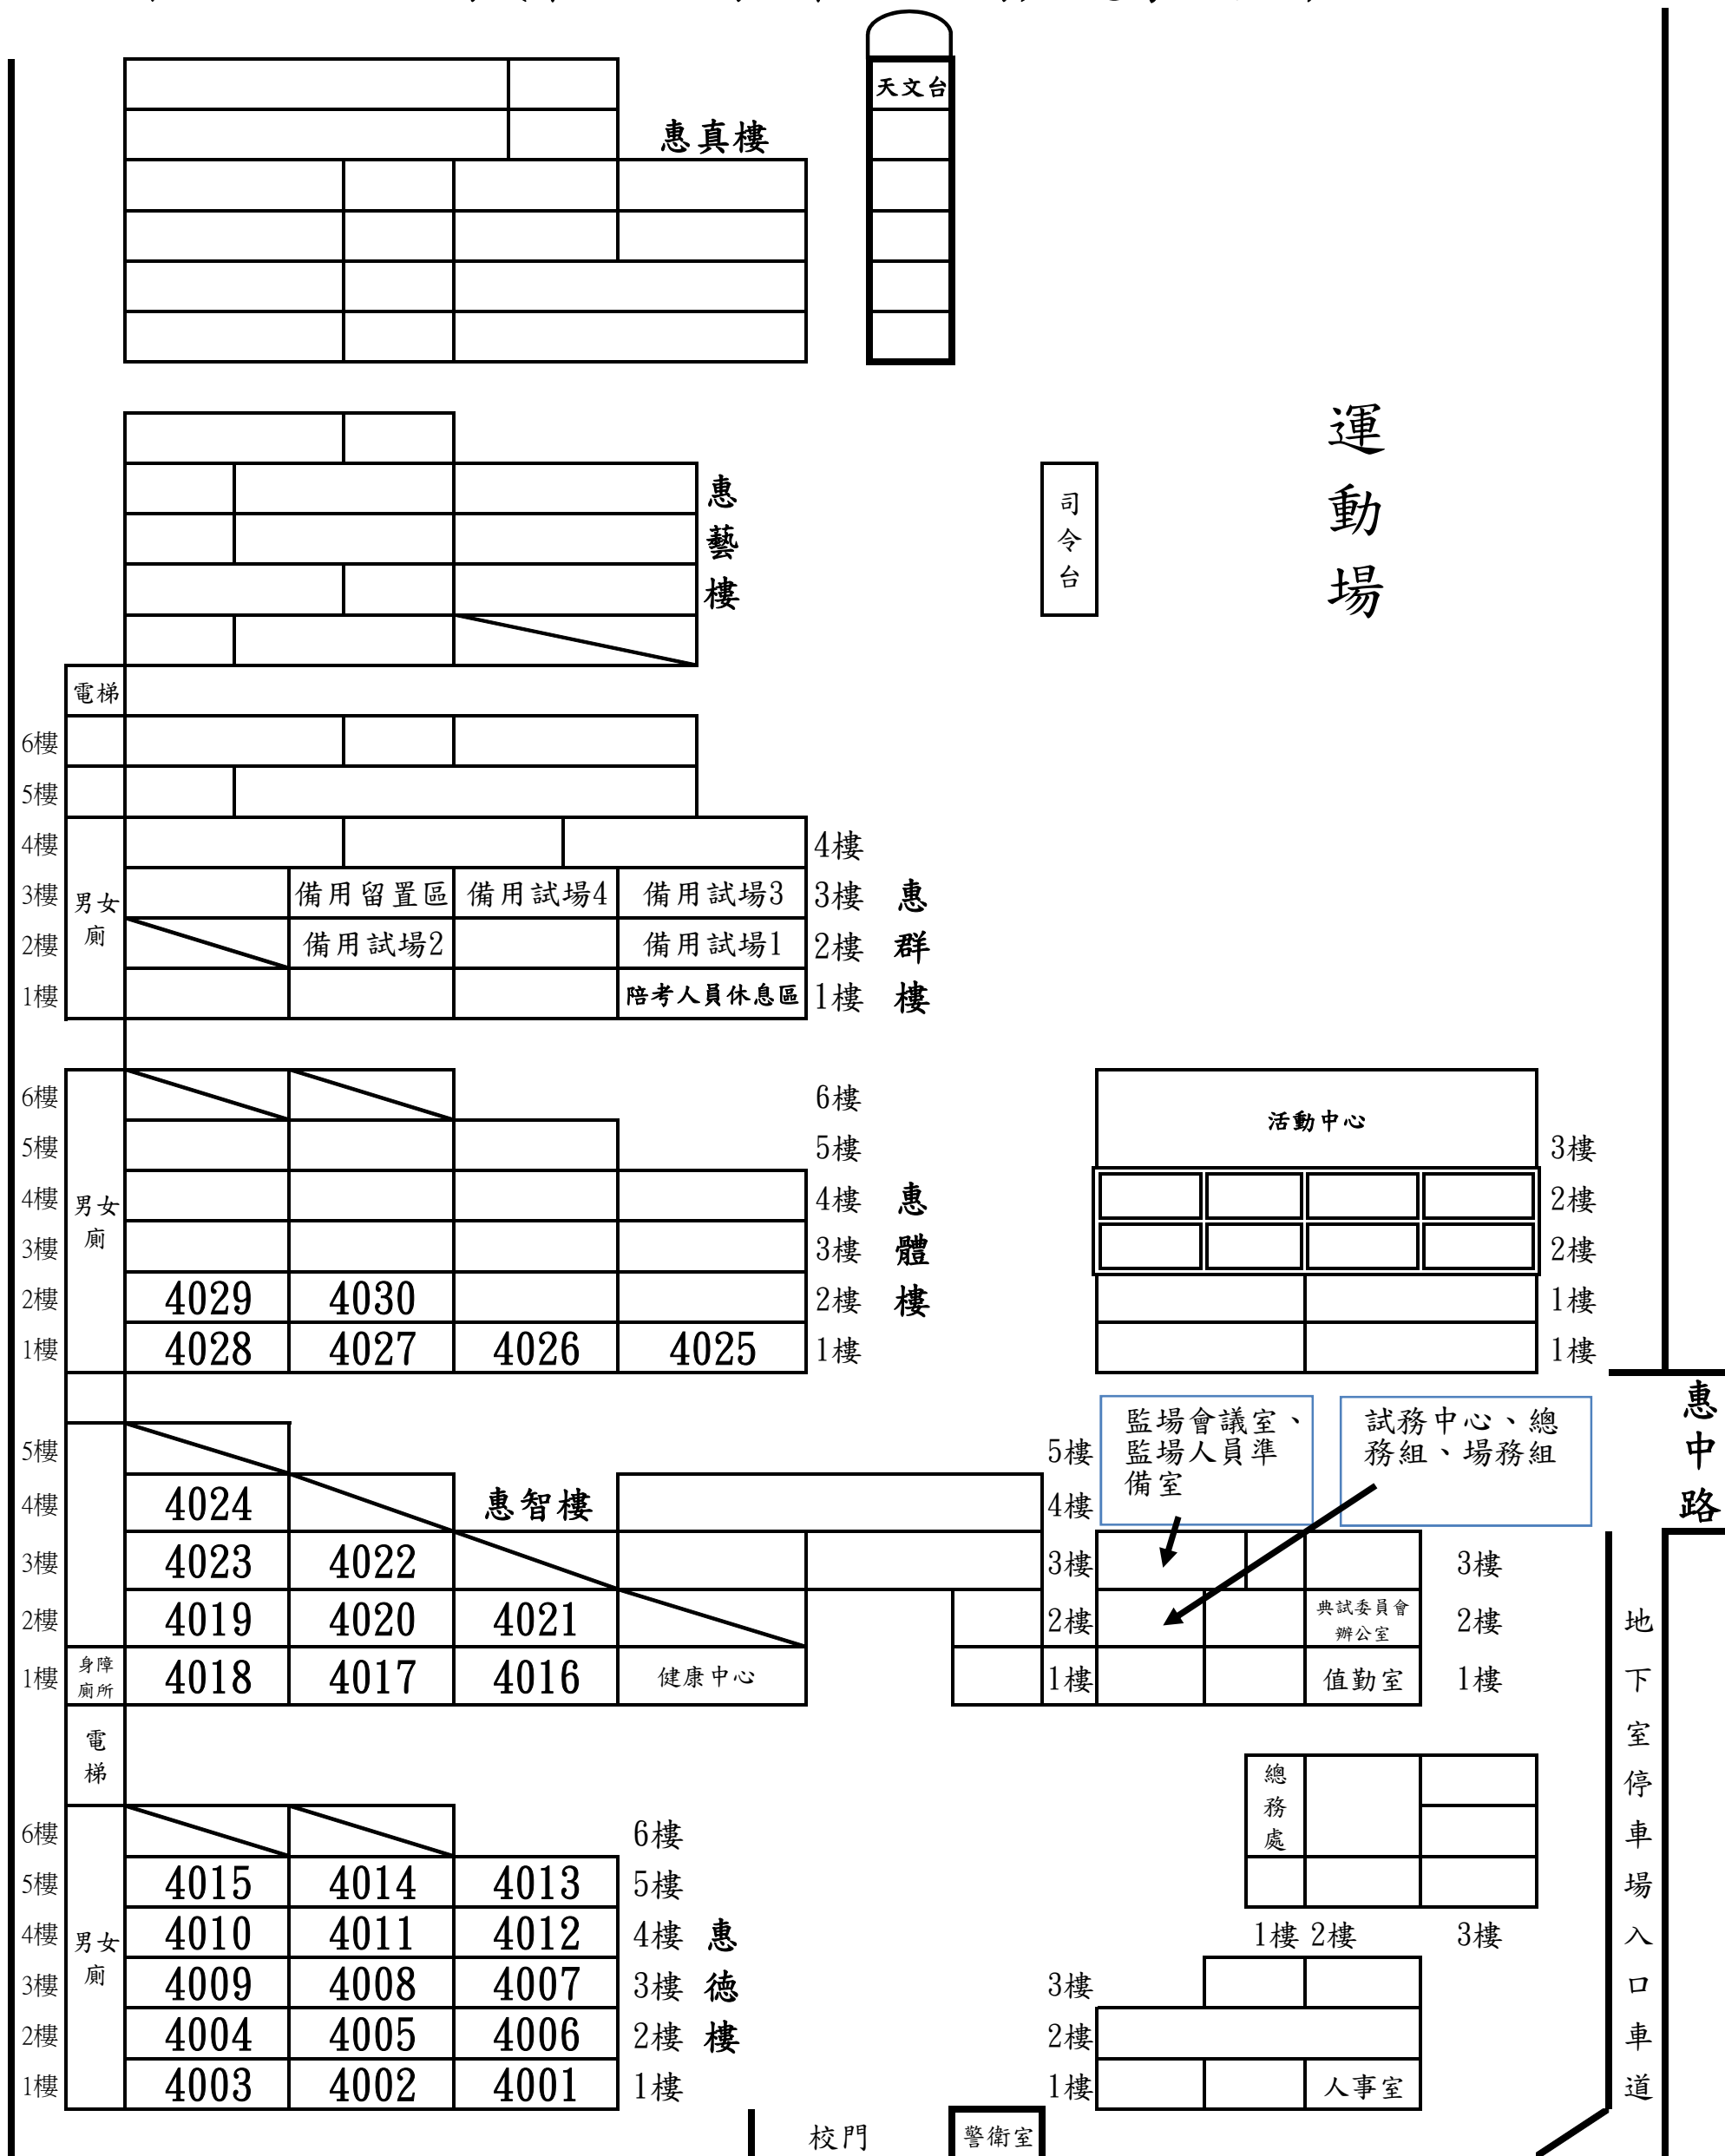 天文台
惠真樓
運動場
惠藝樓
司令台
電梯
6樓
5樓
4樓 4樓
3樓 男女廁 備用留置區 備用試場4 備用試場3 3樓
2樓 備用試場2 備用試場1 2樓
1樓 陪考人員休息區 1樓
惠群樓
6樓 6樓
5樓 5樓
4樓 男女廁 4樓
3樓 3樓
2樓 4029 4030 2樓
1樓 4028 4027 4026 4025 1樓
惠體樓
活動中心
3樓
2樓
2樓
1樓
1樓
惠中路
監場會議室、
監場人員準
備室
試務中心、總
務組、場務組
5樓 5樓
4樓 4024 惠智樓 4樓
3樓 4023 4022 3樓 3樓
2樓 4019 4020 4021 2樓 典試委員會辦公室 2樓
1樓 身障廁所 4018 4017 4016 健康中心 1樓 值勤室 1樓
電梯
總務處
1樓 2樓 3樓
6樓 6樓
5樓 4015 4014 4013 5樓
4樓 男女廁 4010 4011 4012 4樓
3樓 4009 4008 4007 3樓
2樓 4004 4005 4006 2樓
1樓 4003 4002 4001 1樓
惠德樓
3樓
2樓
1樓 人事室
地下室停車場入口車道
校門
警衛室